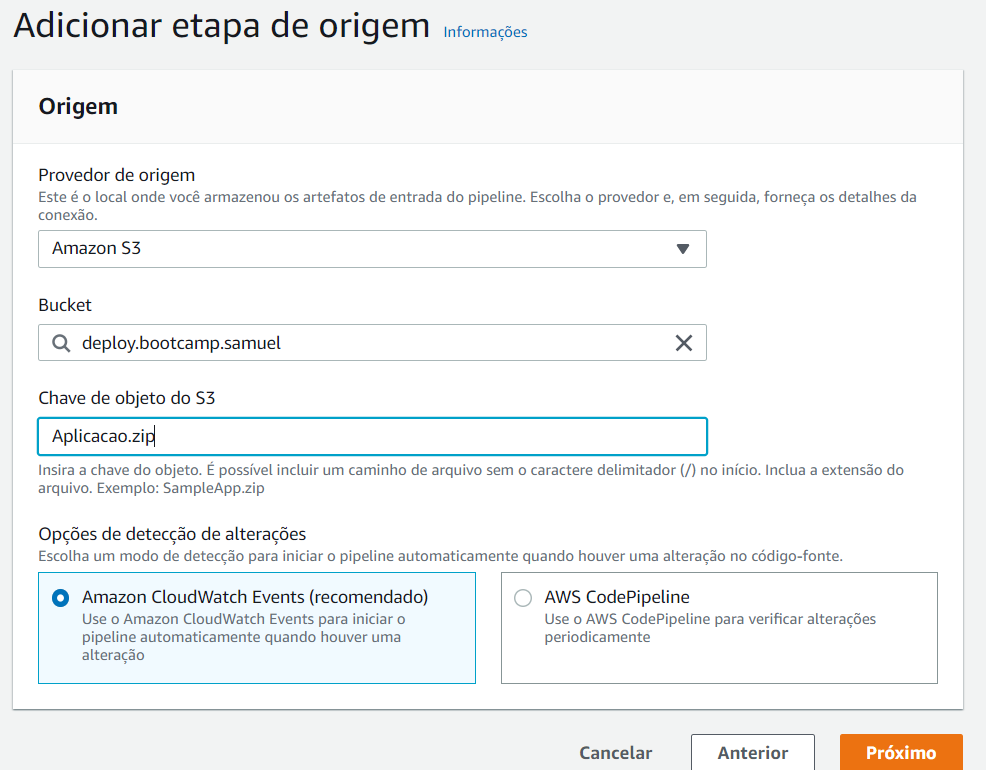 Adicionar etapa de origem Informações
Origem
Provedor de origem
Este é o local onde você armazenou os artefatos de entrada do pipeline. Escolha o provedor e, em seguida, forneça os detalhes da
conexão.
Amazon S3
Bucket
deploy.bootcamp.samuel
Chave de objeto do S3
Aplicacao.zip
Insira a chave do objeto. É possível incluir um caminho de arquivo sem o caractere delimitador (/) no início. Inclua a extensão do
arquivo. Exemplo: SampleApp.zip
Opções de detecção de alterações
Escolha um modo de detecção para iniciar o pipeline automaticamente quando houver uma alteração no código-fonte.
Amazon CloudWatch Events (recomendado)
Use o Amazon CloudWatch Events para iniciar o
pipeline automaticamente quando houver uma
alteração
AWS CodePipeline
Use o AWS CodePipeline para verificar alterações
periodicamente
Cancelar
Anterior
Próximo